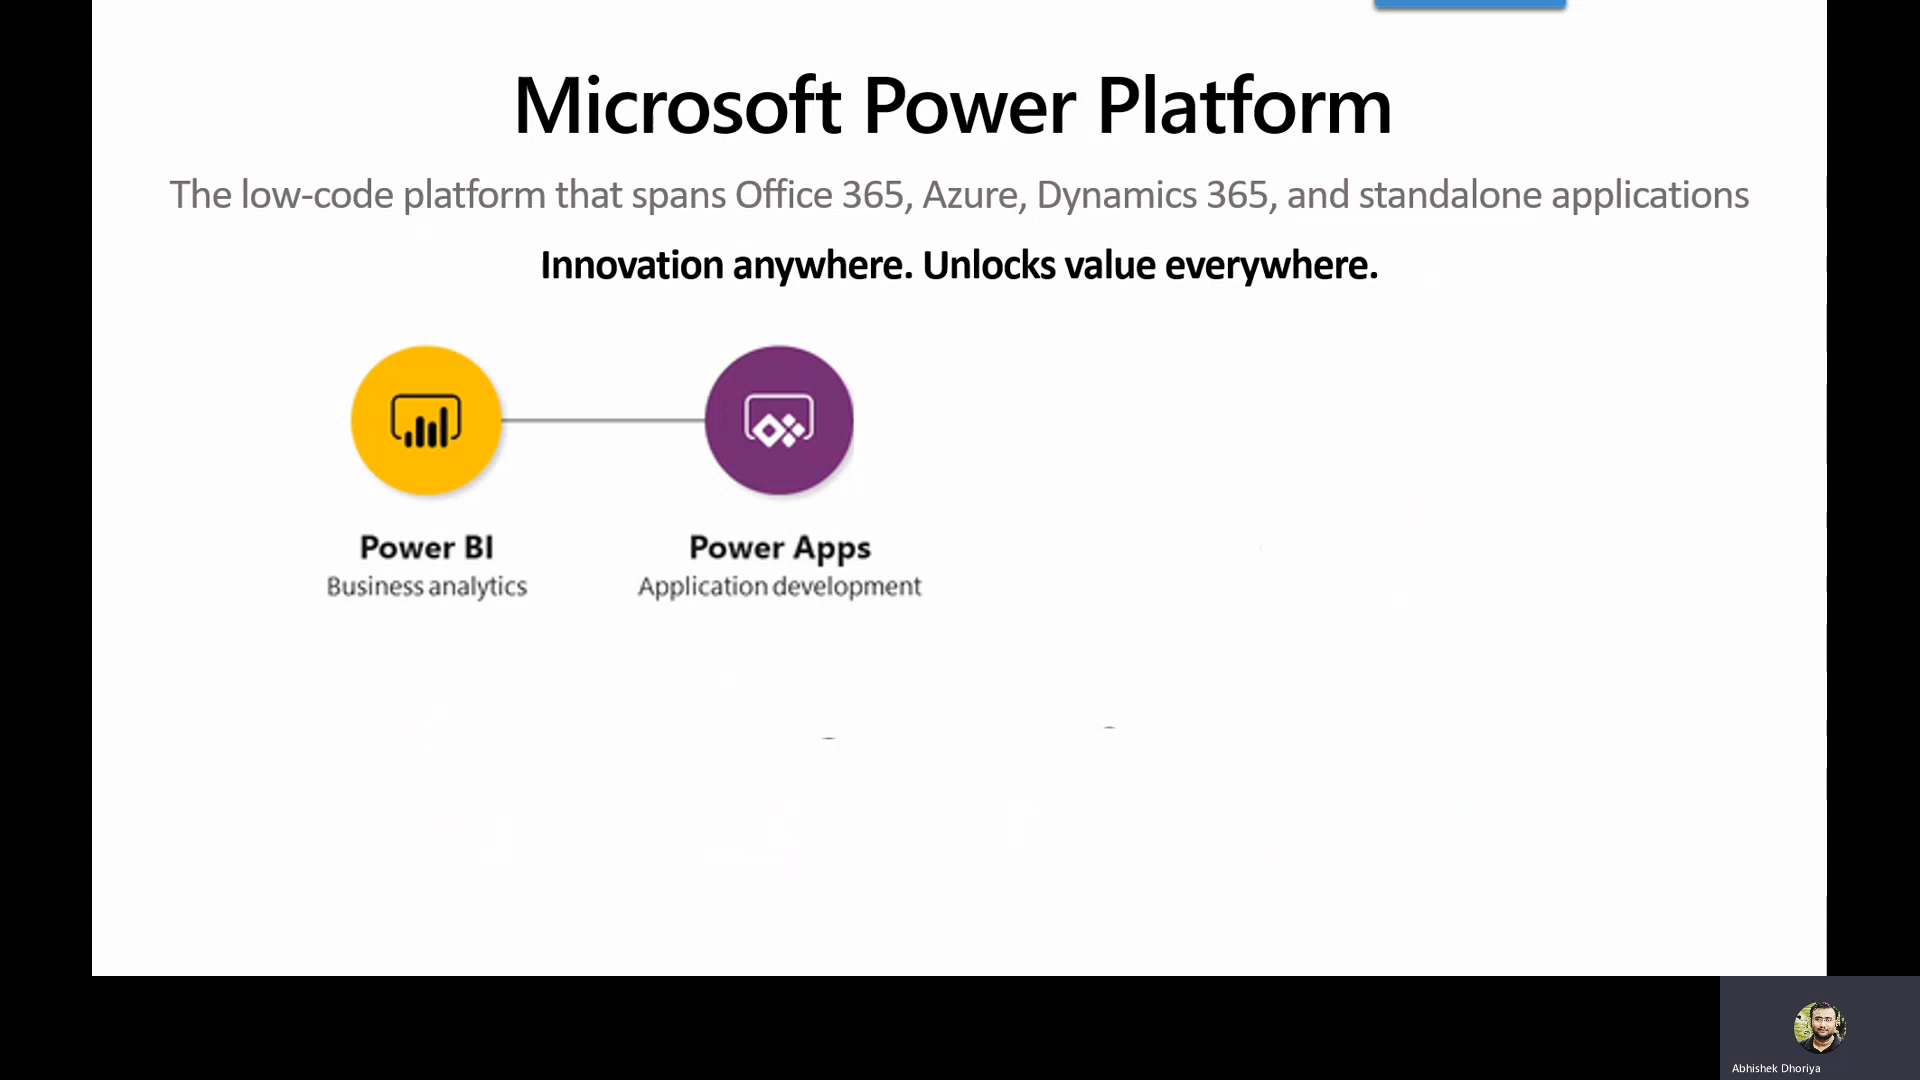 Microsoft Power Platform
The low-code platform that spans Office 365, Azure, Dynamics 365, and standalone applications
Innovation anywhere. Unlocks value everywhere.
Power BI
Business analytics
Power Apps
Application development
Abhishek Dhoriya